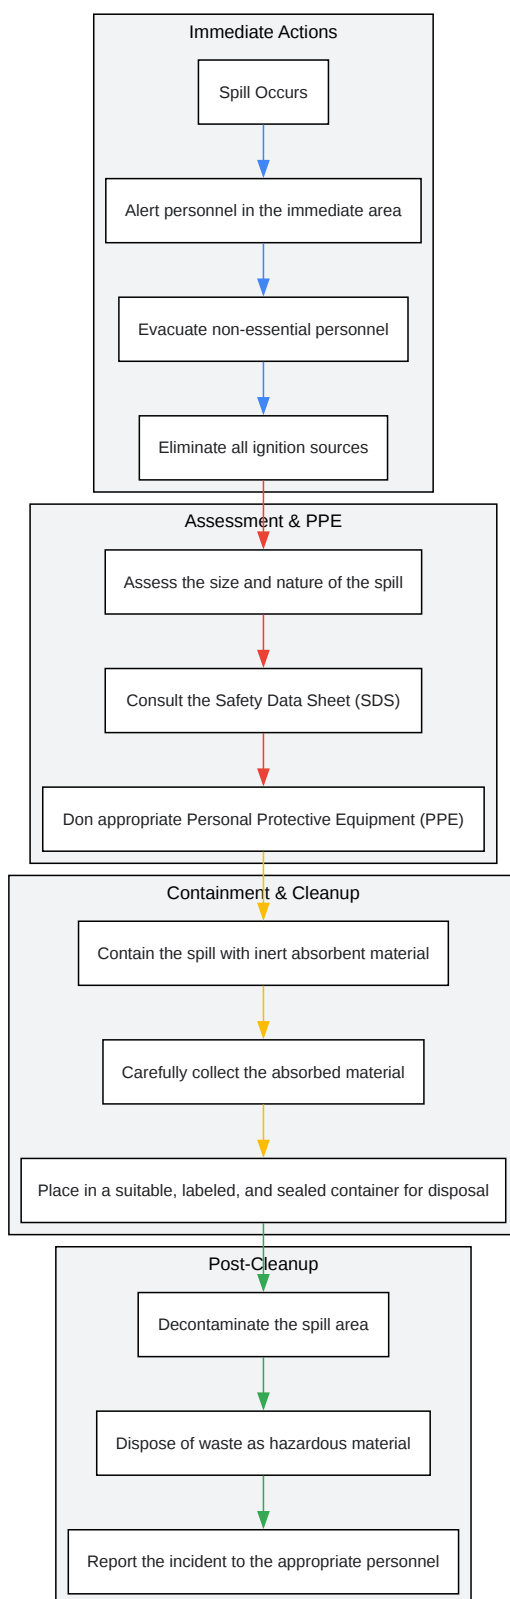 Immediate Actions
Spill Occurs
Alert personnel in the immediate area
Evacuate non-essential personnel
Eliminate all ignition sources
Assessment & PPE
Assess the size and nature of the spill
Consult the Safety Data Sheet (SDS)
Don appropriate Personal Protective Equipment (PPE)
Containment & Cleanup
Contain the spill with inert absorbent material
Carefully collect the absorbed material
Place in a suitable, labeled, and sealed container for disposal
Post-Cleanup
Decontaminate the spill area
Dispose of waste as hazardous material
Report the incident to the appropriate personnel